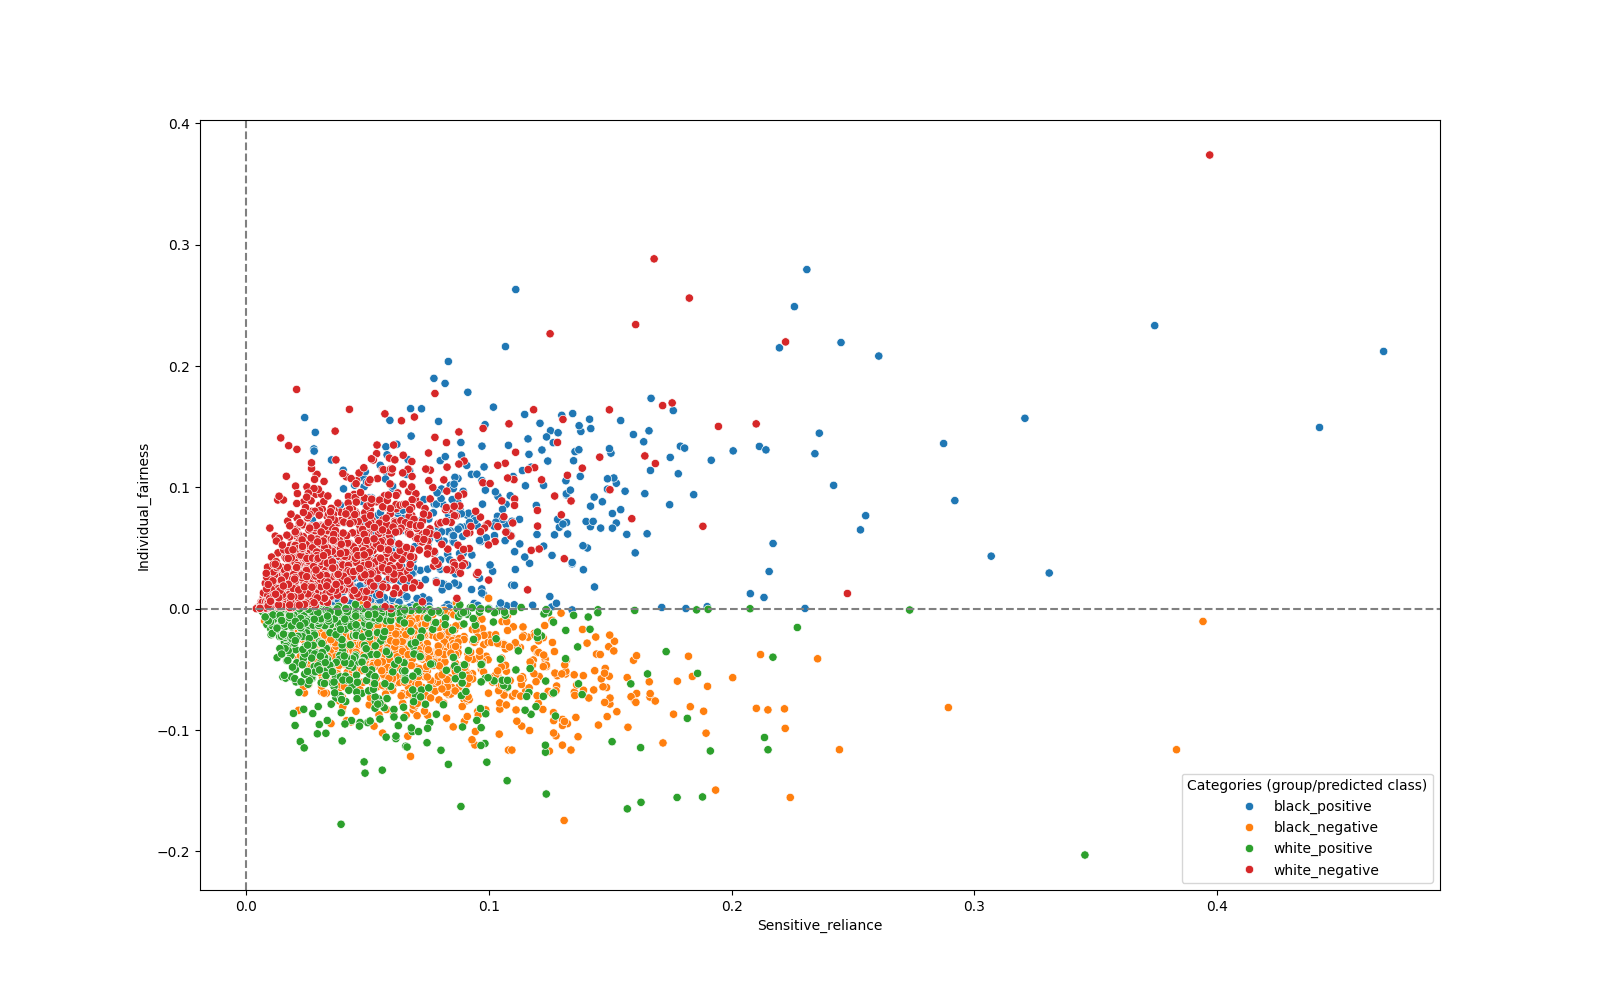 0.4
0.3
0.2
0.1
0.0
−0.1
−0.2
Individual_fairness
0.0
0.1
0.2
0.3
0.4
Sensitive_reliance
Categories (group/predicted class)
black_positive
black_negative
white_positive
white_negative